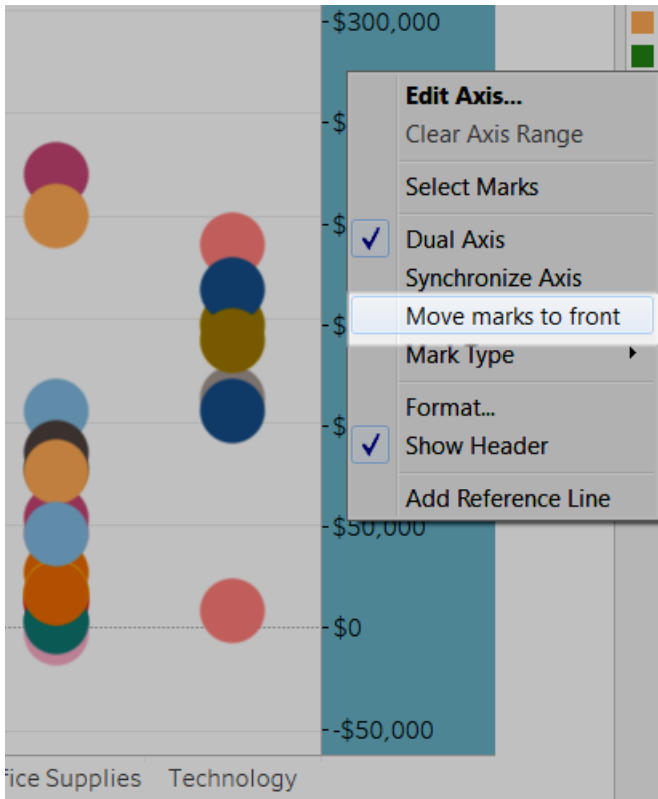 -$300,000
Edit Axis...
Clear Axis Range
-$
Select Marks
-$
Dual Axis
Synchronize Axis
-$
Move marks to front
Mark Type
Format...
-$
Show Header
Add Reference Line
-$50,000
-$0
--$50,000
fice Supplies Technology